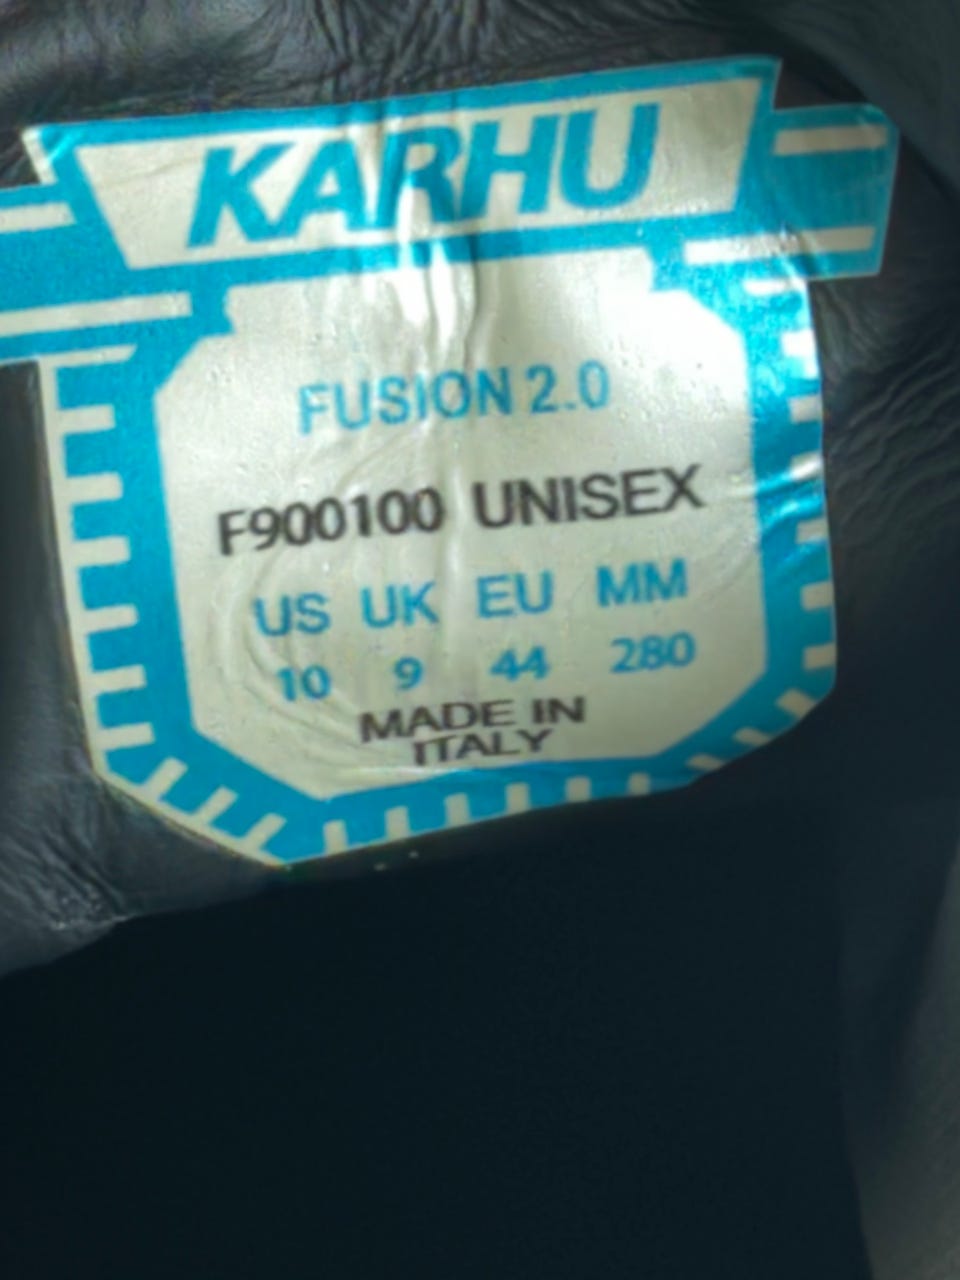 KARHU
FUSION 2.0
F900100 UNISEX
US UK EU MM
10 9 44 280
MADE IN
ITALY